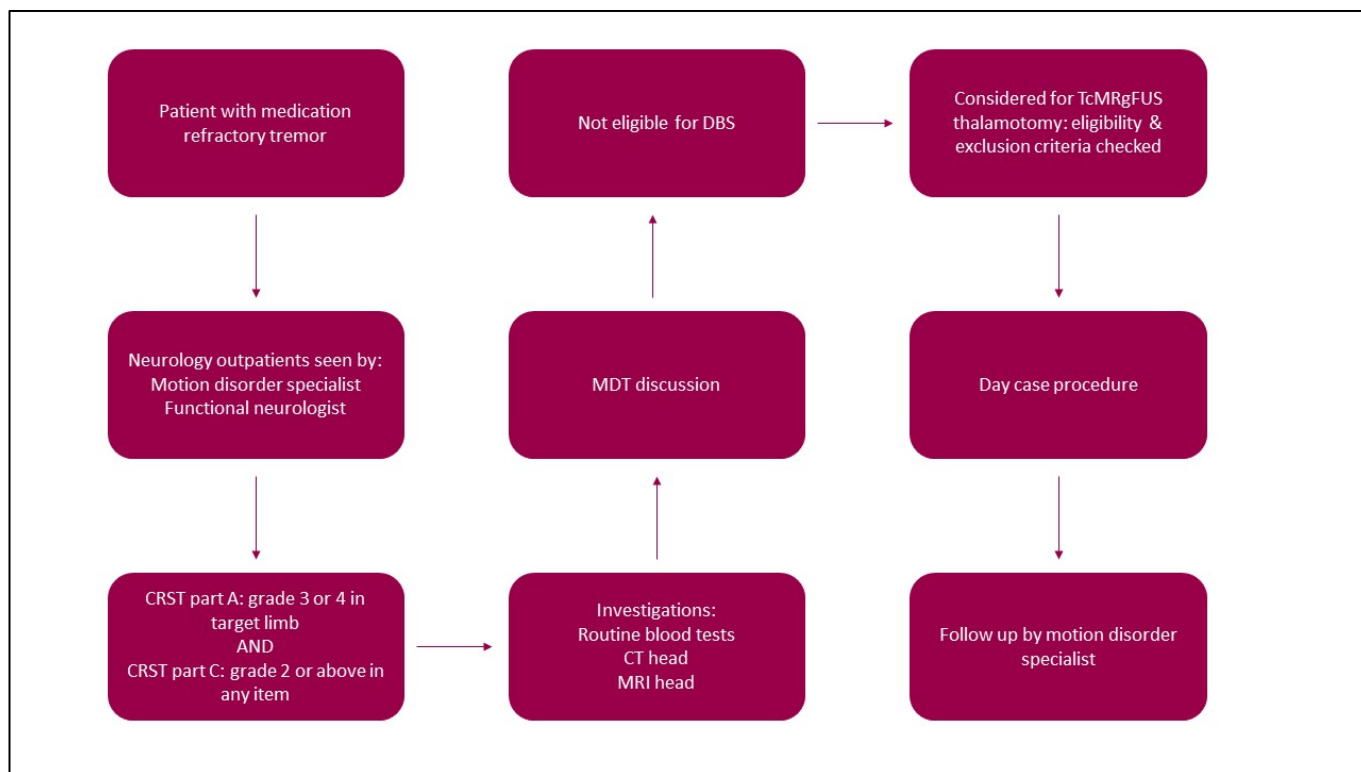 Patient with medication
refractory tremor
Neurology outpatients seen by:
Motion disorder specialist
Functional neurologist
CRST part A: grade 3 or 4 in
target limb
AND
CRST part C: grade 2 or above in
any item
Investigations:
Routine blood tests
CT head
MRI head
MDT discussion
Not eligible for DBS
Considered for TcMRgFUS
thalamotomy: eligibility &
exclusion criteria checked
Day case procedure
Follow up by motion disorder
specialist